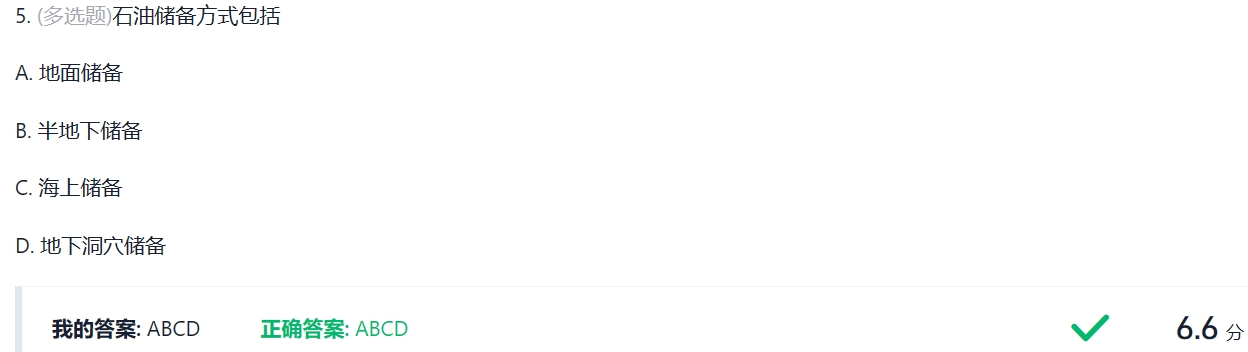 5. (多选题)石油储备方式包括
A. 地面储备
B. 半地下储备
C. 海上储备
D. 地下洞穴储备
我的答案: ABCD 正确答案: ABCD 6.6 分